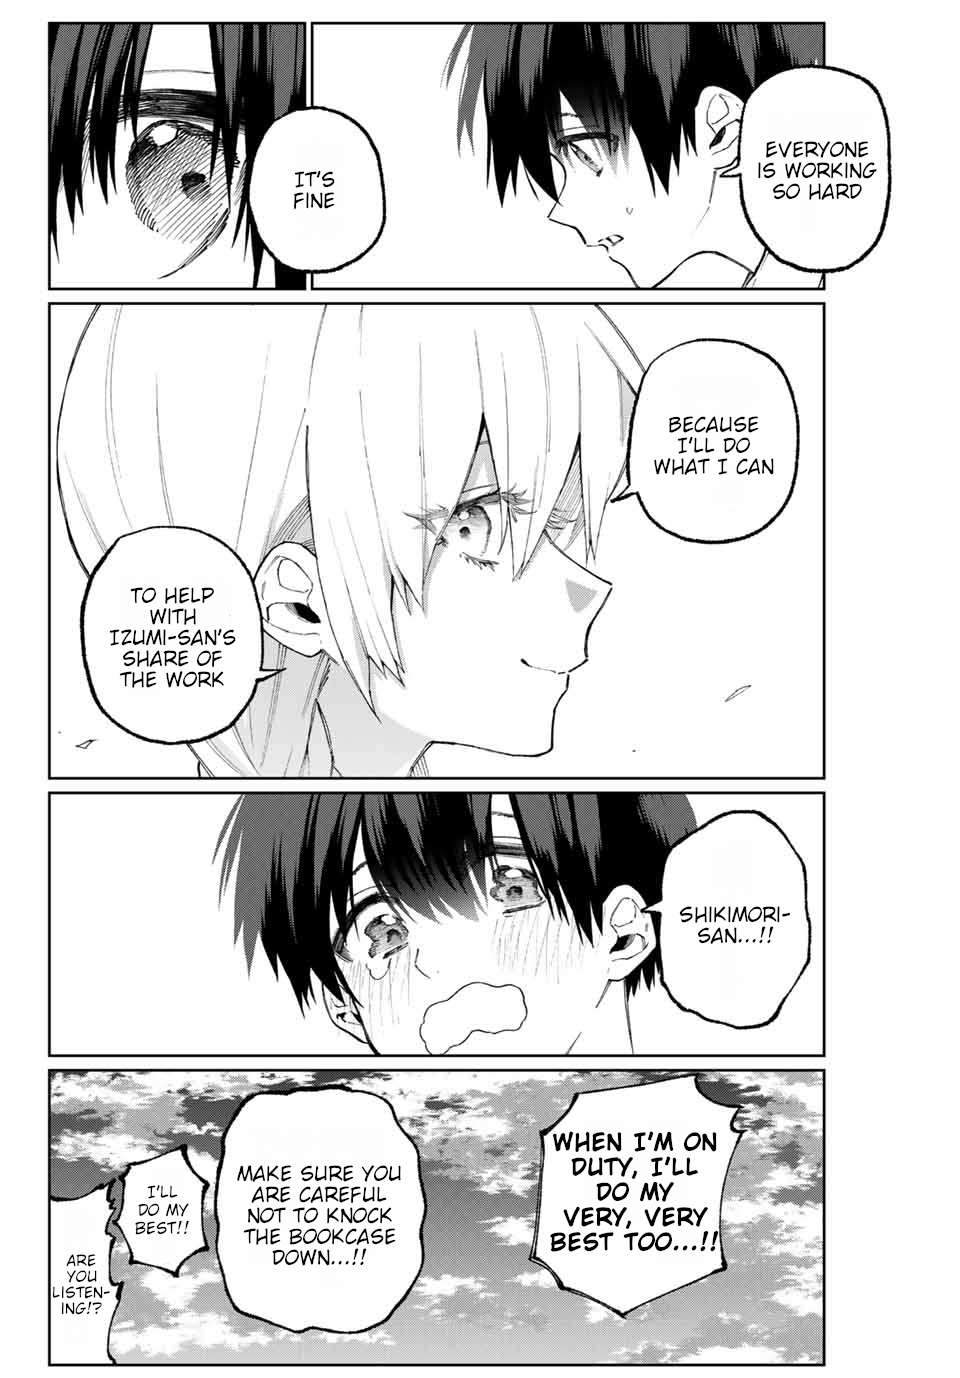 EVERYONE
IS WORKING
SO HARD
IT'S
FINE
BECAUSE
I'LL DO
WHAT I CAN
TO HELP
WITH
IZUMI-SAN'S
SHARE OF
THE WORK
SHIKIMORI-
SAN...!!
WHEN I'M ON
DUTY, I'LL
DO MY
VERY, VERY
BEST TOO...!!
MAKE SURE YOU
ARE CAREFUL
NOT TO KNOCK
THE BOOKCASE
DOWN...!!
I'LL
DO MY
BEST!!
ARE
YOU
LISTEN-
ING!?